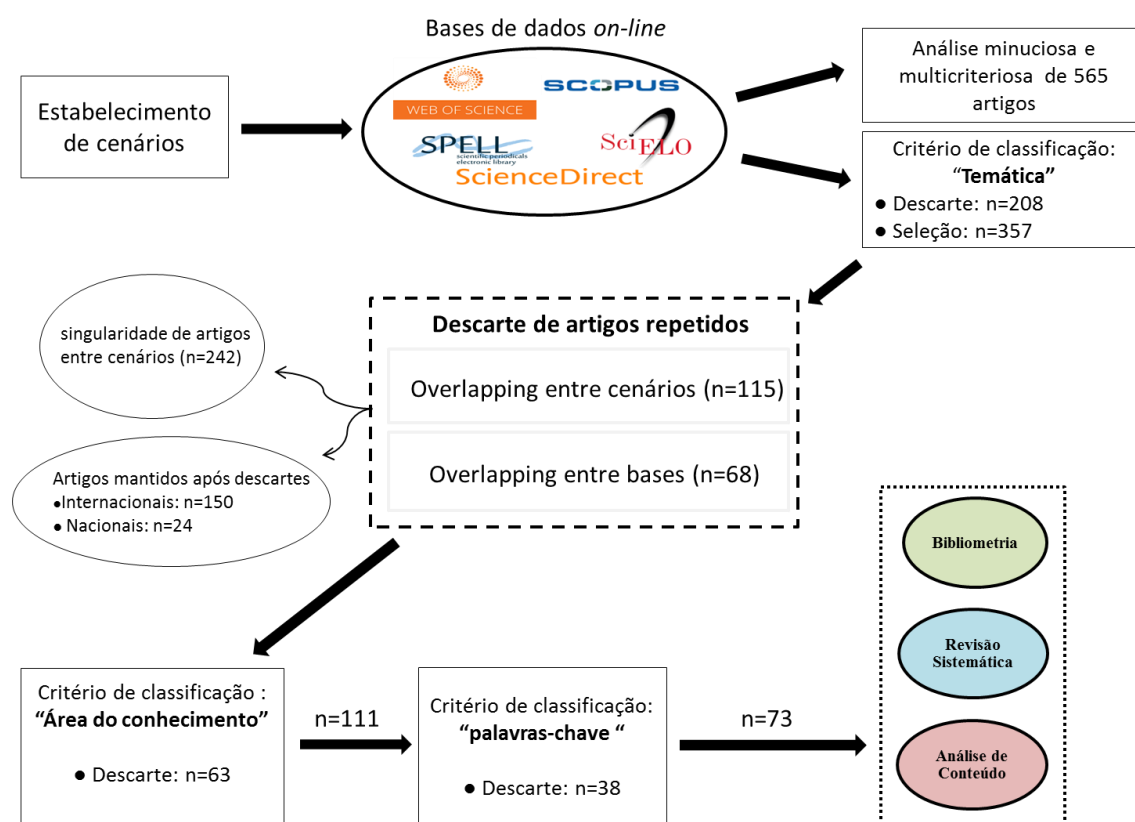 Bases de dados on-line
Estabelecimento
de cenários
WEB OF SCIENCE
SCOPUS
SPELL
scientific periodicals
electronic library
SciELO
ScienceDirect
Análise minuciosa e
multicriteriosa de 565
artigos
Critério de classificação:
“Temática”
● Descarte: n=208
● Seleção: n=357
Descarte de artigos repetidos
Overlapping entre cenários (n=115)
Overlapping entre bases (n=68)
singularidade de artigos
entre cenários (n=242)
Artigos mantidos após descartes
●Internacionais: n=150
● Nacionais: n=24
Critério de classificação :
“Área do conhecimento”
● Descarte: n=63
n=111
Critério de classificação:
“palavras-chave “
● Descarte: n=38
n=73
Bibliometria
Revisão
Sistemática
Análise de
Conteúdo